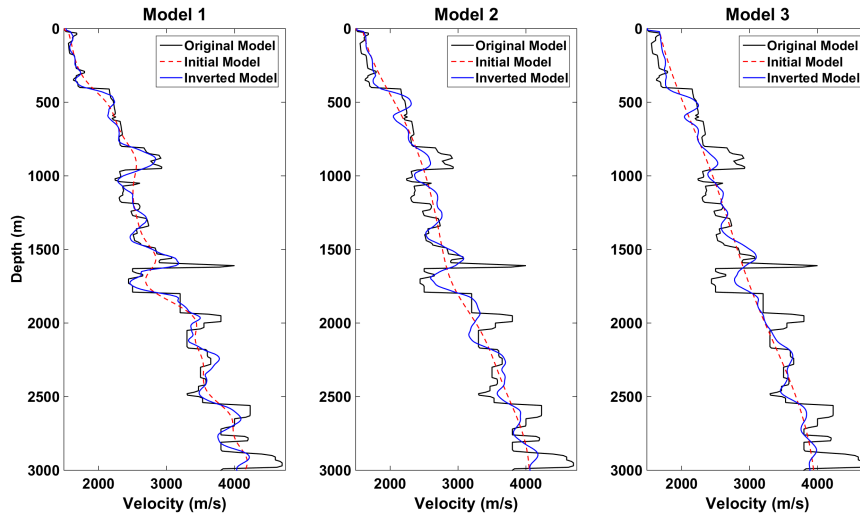 Model 1
Model 2
Model 3
Original Model
Initial Model
Inverted Model
Original Model
Initial Model
Inverted Model
Original Model
Initial Model
Inverted Model
Depth (m)
0
500
1000
1500
2000
2500
3000
0
500
1000
1500
2000
2500
3000
0
500
1000
1500
2000
2500
3000
2000 3000 4000
2000 3000 4000
2000 3000 4000
Velocity (m/s)
Velocity (m/s)
Velocity (m/s)